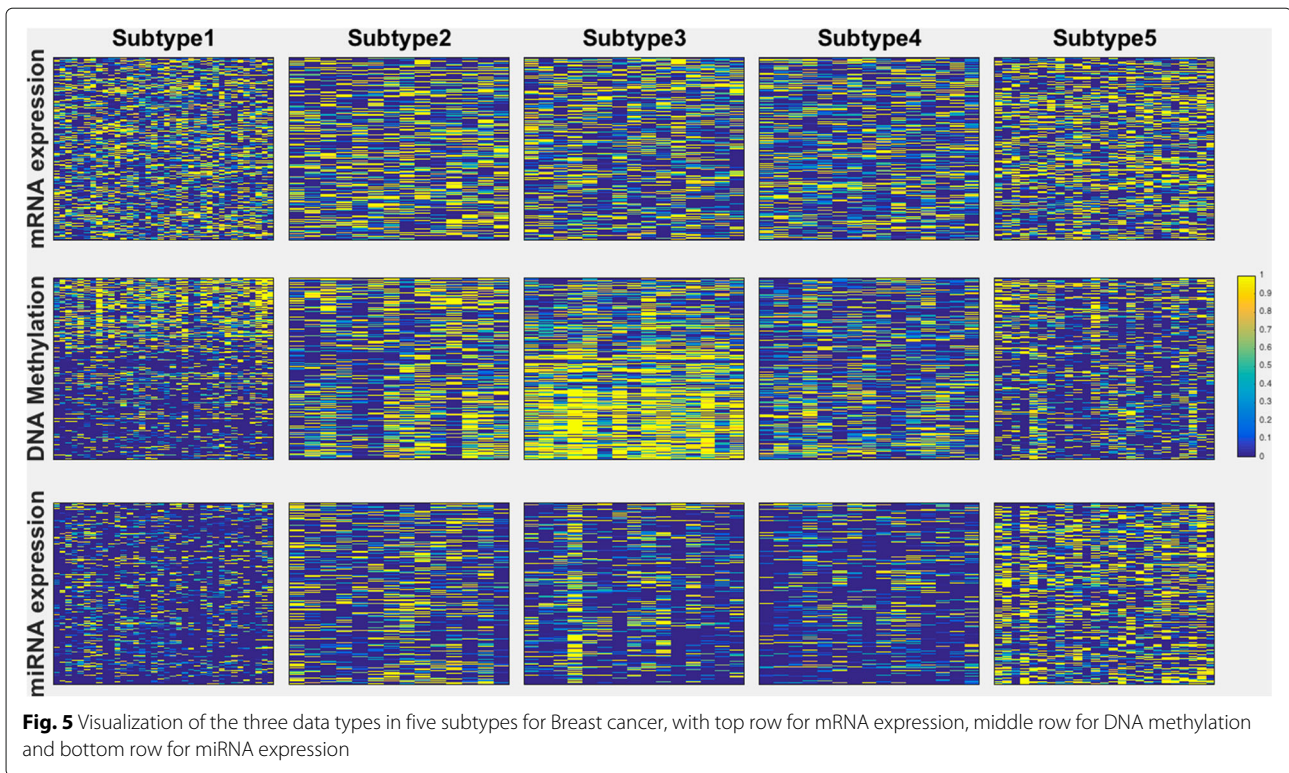 Subtype1 Subtype2 Subtype3 Subtype4 Subtype5
mRNA expression
DNA Methylation
1
0.9
0.8
0.7
0.6
0.5
0.4
0.3
0.2
0.1
0
miRNA expression
Fig. 5 Visualization of the three data types in five subtypes for Breast cancer, with top row for mRNA expression, middle row for DNA methylation
and bottom row for miRNA expression